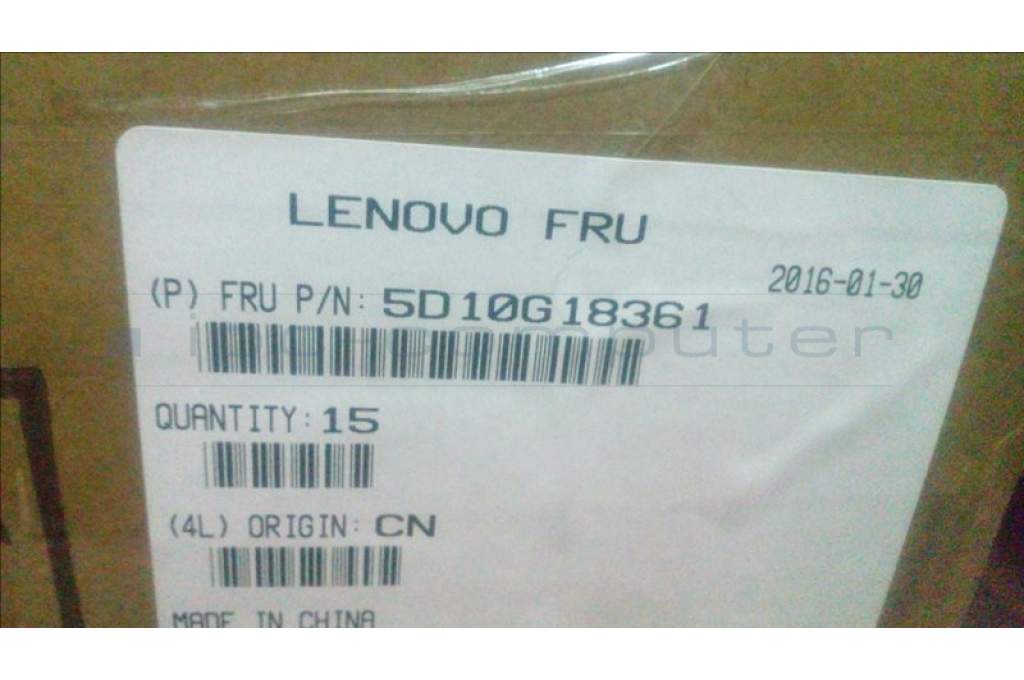 LENOVO FRU
2016-01-30
(P) FRU P/N: 5D10G18361
QUANTITY: 15
(4L) ORIGIN: CN
MADE IN CHINA